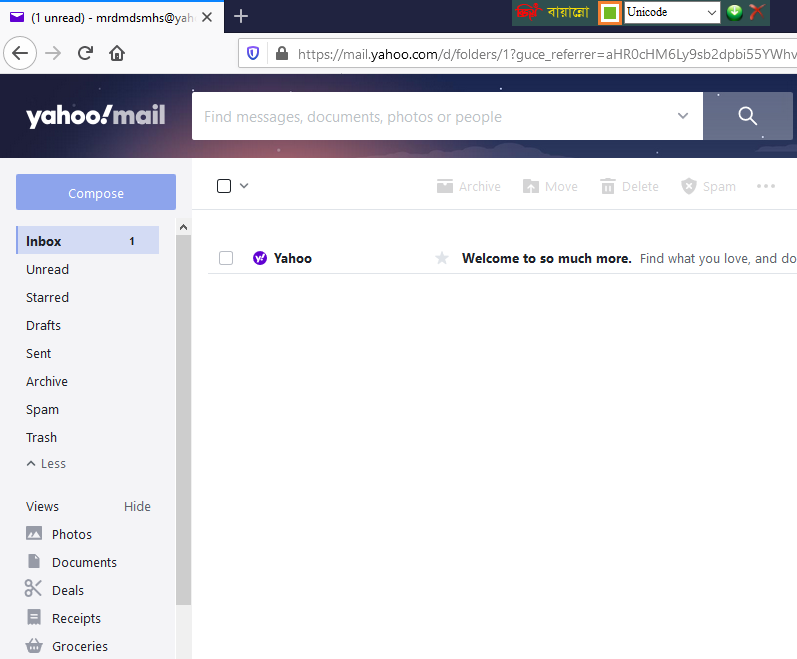 (1 unread) - mrdmdsmhs@yah
বায়ান্নো
Unicode
https://mail.yahoo.com/d/folders/1?guce_referrer=aHR0cHM6Ly9sb2dpbi55YWhv
yahoo!mail
Find messages, documents, photos or people
Compose
Archive Move Delete Spam
Inbox 1
Yahoo Welcome to so much more. Find what you love, and do
Unread
Starred
Drafts
Sent
Archive
Spam
Trash
Less
Views Hide
Photos
Documents
Deals
Receipts
Groceries